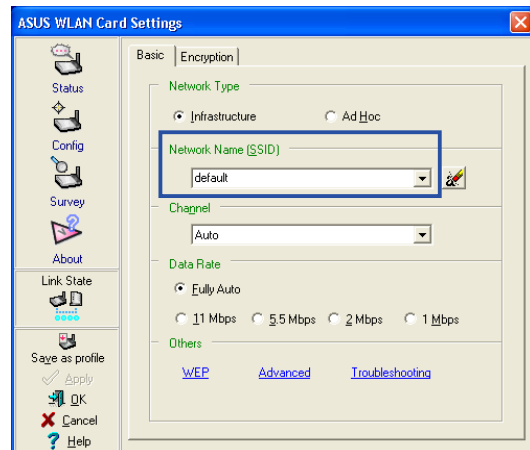 ASUS WLAN Card Settings
Status
Config
Survey
About
Link State
Save as profile
Apply
OK
Cancel
Help
Basic Encryption
Network Type
Infrastructure Ad Hoc
Network Name (SSID)
default
Channel
Auto
Data Rate
Fully Auto
11 Mbps 5.5 Mbps 2 Mbps 1 Mbps
Others
WEP Advanced Troubleshooting